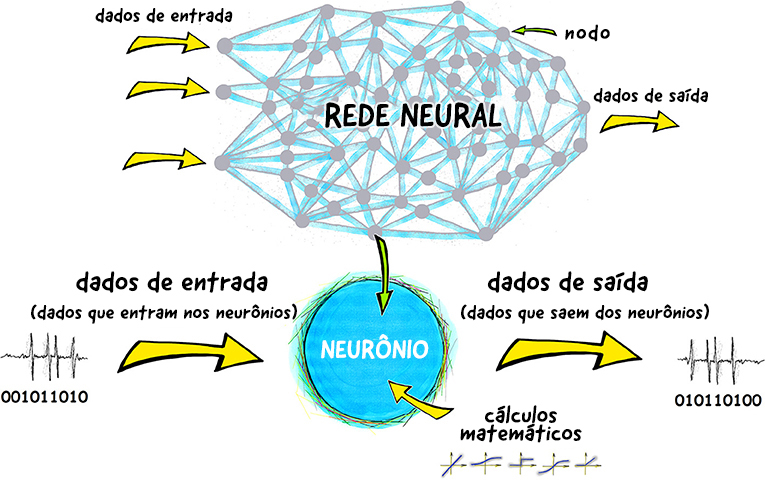 dados de entrada
nodo
REDE NEURAL
dados de saída
dados de entrada
(dados que entram nos neurônios)
dados de saída
(dados que saem dos neurônios)
NEURÔNIO
001011010
010110100
cálculos
matemáticos